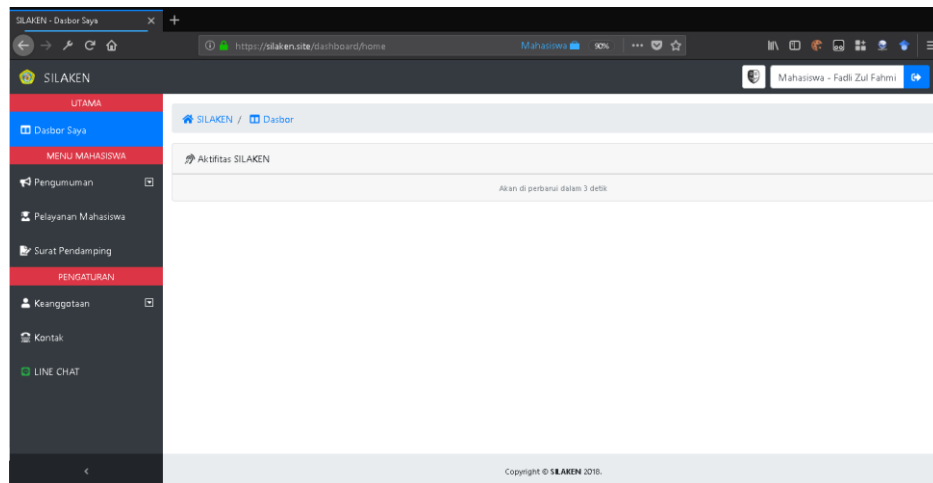 SILAKEN - Dasbor Saya
https://silaken.site/dashboard/home
Mahasiswa
90%
SILAKEN
Mahasiswa - Fadli Zul Fahmi
UTAMA
Dasbor Saya
SILAKEN / Dasbor
MENU MAHASISWA
Aktifitas SILAKEN
Pengumuman
Akan di perbarui dalam 3 detik
Pelayanan Mahasiswa
Surat Pendamping
PENGATURAN
Keanggotaan
Kontak
LINE CHAT
Copyright © SILAKEN 2018.